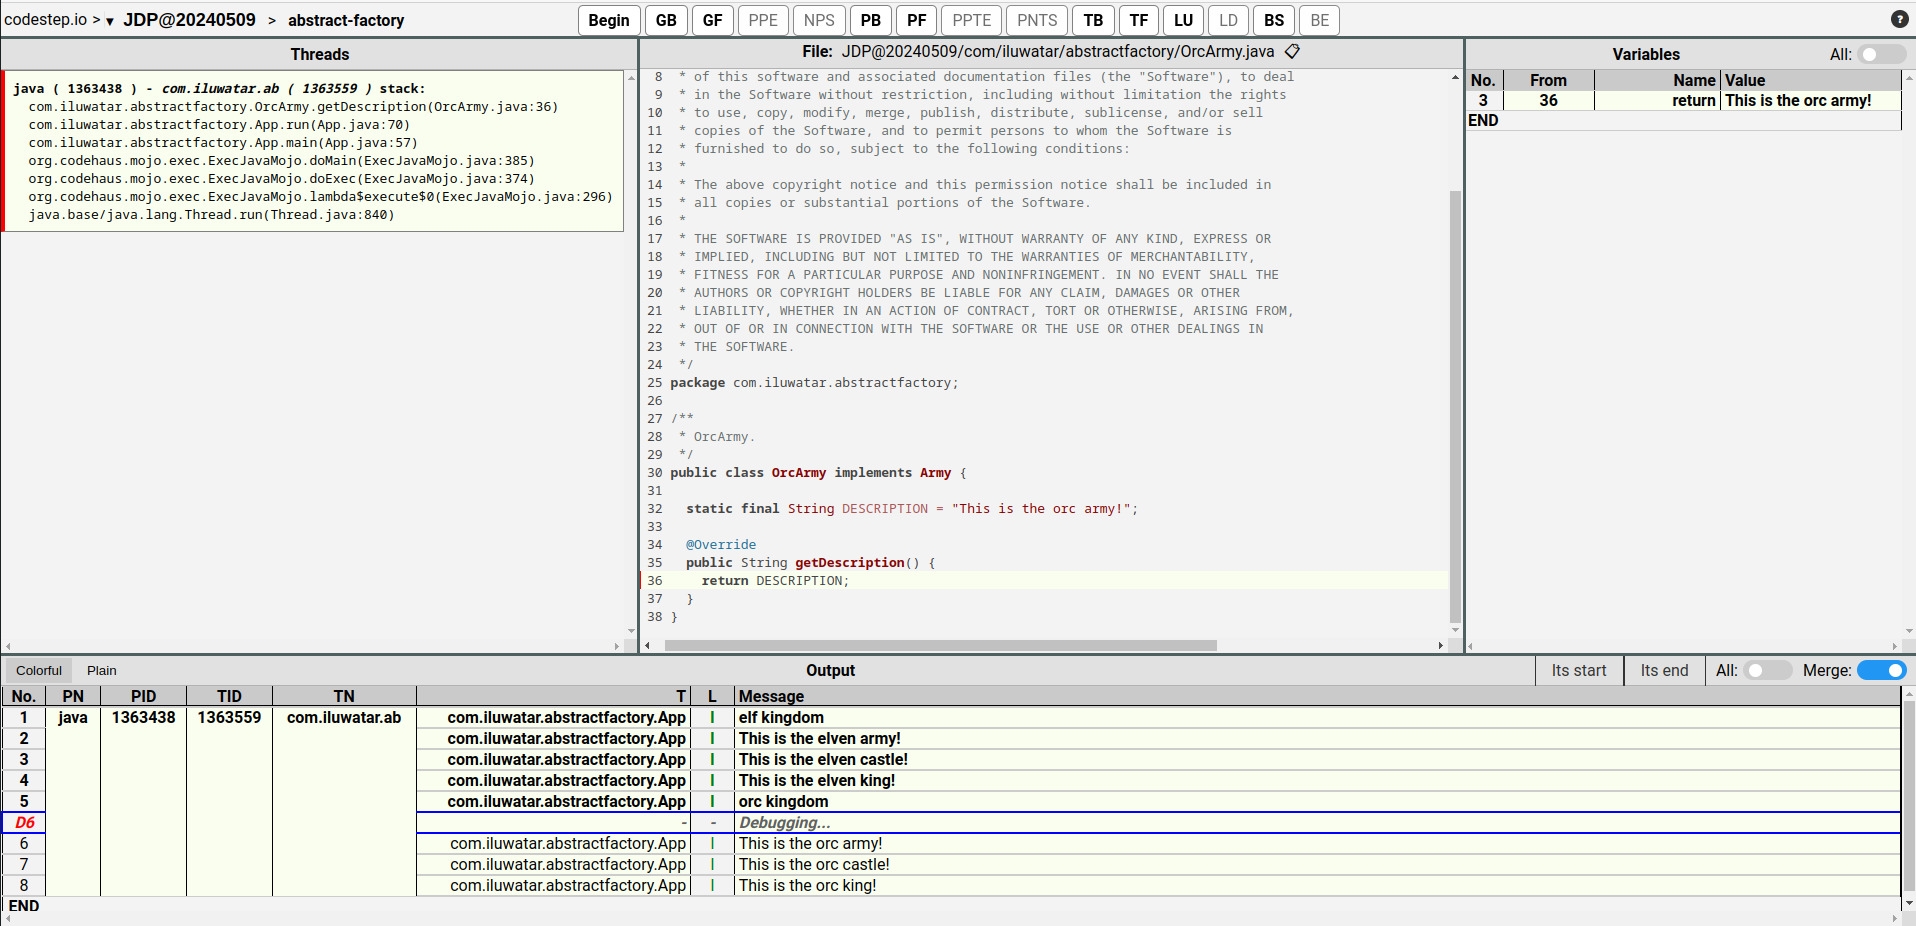 codestep.io > ▼ JDP@20240509 > abstract-factory
Begin GB GF PPE NPS PB PF PPTE PNTS TB TF LU LD BS BE ?
Threads
java ( 1363438 ) - com.iluwatar.ab ( 1363559 ) stack:
com.iluwatar.abstractfactory.OrcArmy.getDescription(OrcArmy.java:36)
com.iluwatar.abstractfactory.App.run(App.java:70)
com.iluwatar.abstractfactory.App.main(App.java:57)
org.codehaus.mojo.exec.ExecJavaMojo.doMain(ExecJavaMojo.java:385)
org.codehaus.mojo.exec.ExecJavaMojo.doExec(ExecJavaMojo.java:374)
org.codehaus.mojo.exec.ExecJavaMojo.lambda$execute$0(ExecJavaMojo.java:296)
java.base/java.lang.Thread.run(Thread.java:840)
File: JDP@20240509/com/iluwatar/abstractfactory/OrcArmy.java
8 * of this software and associated documentation files (the "Software"), to deal
9 * in the Software without restriction, including without limitation the rights
10 * to use, copy, modify, merge, publish, distribute, sublicense, and/or sell
11 * copies of the Software, and to permit persons to whom the Software is
12 * furnished to do so, subject to the following conditions:
13 *
14 * The above copyright notice and this permission notice shall be included in
15 * all copies or substantial portions of the Software.
16 *
17 * THE SOFTWARE IS PROVIDED "AS IS", WITHOUT WARRANTY OF ANY KIND, EXPRESS OR
18 * IMPLIED, INCLUDING BUT NOT LIMITED TO THE WARRANTIES OF MERCHANTABILITY,
19 * FITNESS FOR A PARTICULAR PURPOSE AND NONINFRINGEMENT. IN NO EVENT SHALL THE
20 * AUTHORS OR COPYRIGHT HOLDERS BE LIABLE FOR ANY CLAIM, DAMAGES OR OTHER
21 * LIABILITY, WHETHER IN AN ACTION OF CONTRACT, TORT OR OTHERWISE, ARISING FROM,
22 * OUT OF OR IN CONNECTION WITH THE SOFTWARE OR THE USE OR OTHER DEALINGS IN
23 * THE SOFTWARE.
24 */
25 package com.iluwatar.abstractfactory;
26
27 /**
28 * OrcArmy.
29 */
30 public class OrcArmy implements Army {
31
32 static final String DESCRIPTION = "This is the orc army!";
33
34 @Override
35 public String getDescription() {
36 return DESCRIPTION;
37 }
38 }
Variables All:
No. From Name Value
3 36 return This is the orc army!
END
Colorful Plain Output Its start Its end All: Merge:
No. PN PID TID TN T L Message
1 java 1363438 1363559 com.iluwatar.ab com.iluwatar.abstractfactory.App I elf kingdom
2 com.iluwatar.abstractfactory.App I This is the elven army!
3 com.iluwatar.abstractfactory.App I This is the elven castle!
4 com.iluwatar.abstractfactory.App I This is the elven king!
5 com.iluwatar.abstractfactory.App I orc kingdom
D6 - - Debugging...
6 com.iluwatar.abstractfactory.App I This is the orc army!
7 com.iluwatar.abstractfactory.App I This is the orc castle!
8 com.iluwatar.abstractfactory.App I This is the orc king!
END